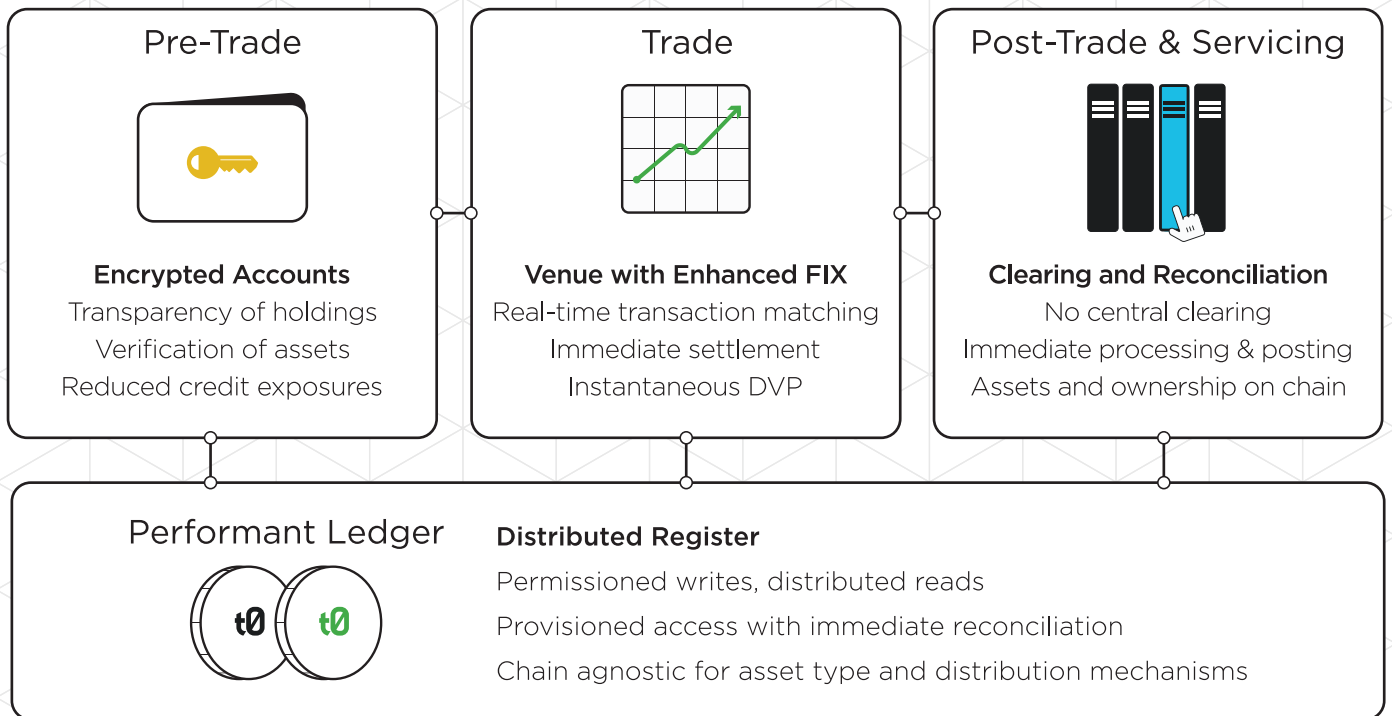 Pre-Trade
Encrypted Accounts
Transparency of holdings
Verification of assets
Reduced credit exposures
Trade
Venue with Enhanced FIX
Real-time transaction matching
Immediate settlement
Instantaneous DVP
Post-Trade & Servicing
Clearing and Reconciliation
No central clearing
Immediate processing & posting
Assets and ownership on chain
Performant Ledger
t0 t0
Distributed Register
Permissioned writes, distributed reads
Provisioned access with immediate reconciliation
Chain agnostic for asset type and distribution mechanisms